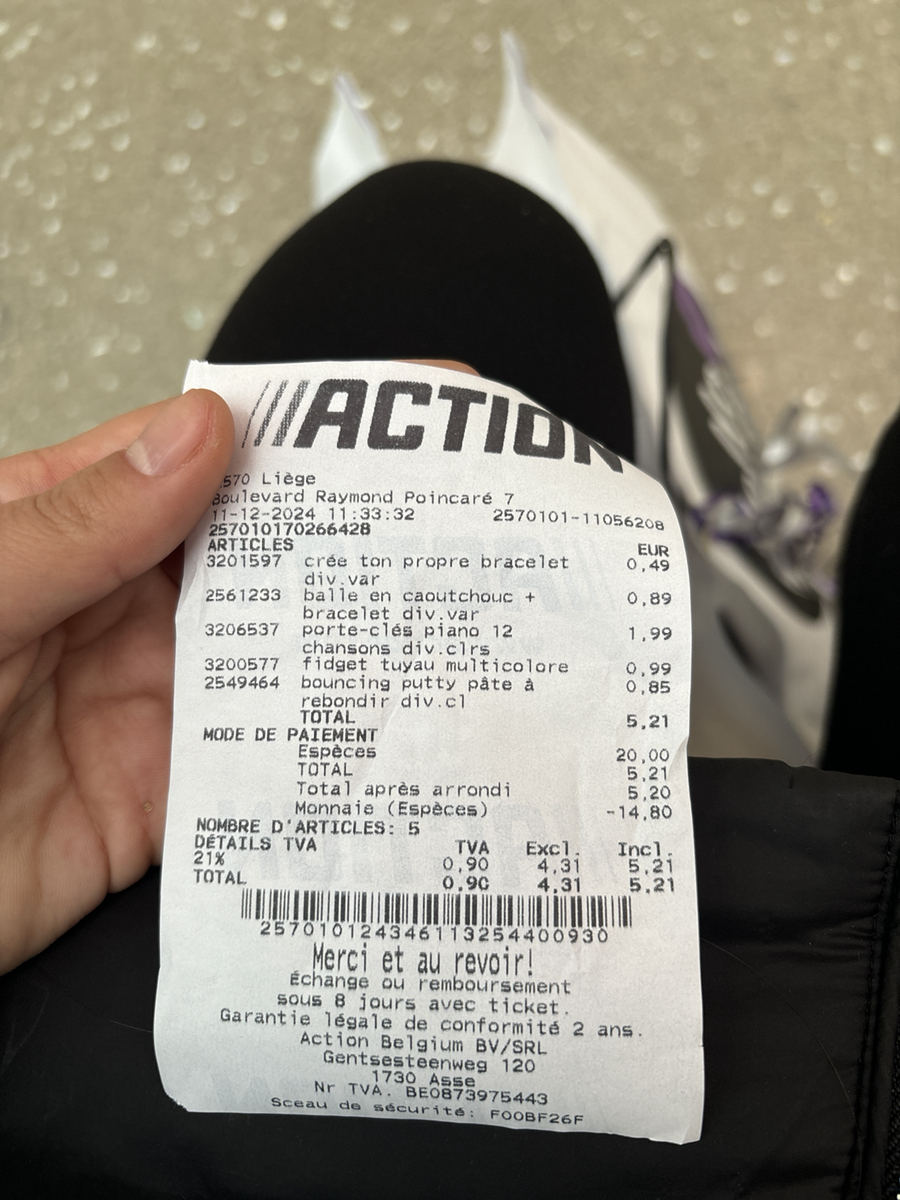 ///ACTION
570 Liège
Boulevard Raymond Poincaré 7
11-12-2024 11:33:32 2570101-11056208
257010170266428
ARTICLES EUR
3201597 crée ton propre bracelet 0,49
div.var
2561233 balle en caoutchouc + 0,89
bracelet div.var
3206537 porte-clés piano 12 1,99
chansons div.clrs
3200577 fidget tuyau multicolore 0,99
2549464 bouncing putty pâte à 0,85
rebondir div.cl
TOTAL 5,21
MODE DE PAIEMENT
Espèces 20,00
TOTAL 5,21
Total après arrondi 5,20
Monnaie (Espèces) -14,80
NOMBRE D'ARTICLES: 5
DÉTAILS TVA TVA Excl. Incl.
21% 0,90 4,31 5,21
TOTAL 0,90 4,31 5,21
2570101243461132544​00930
Merci et au revoir!
Échange ou remboursement
sous 8 jours avec ticket.
Garantie légale de conformité 2 ans.
Action Belgium BV/SRL
Gentsesteenweg 120
1730 Asse
Nr TVA. BE0873975443
Sceau de sécurité: F00BF26F